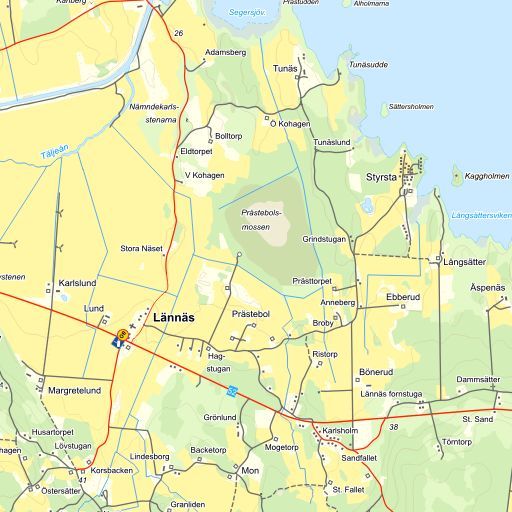 Karlberg
Segersjöv.
Prästudden
Alholmarna
26
Adamsberg
Tunäs
Tunäsudde
Nämndekarls-
stenarna
Ö Kohagen
Sättersholmen
Täljeån
Bolltorp
Eldtorpet
Tunäslund
V Kohagen
Styrsta
Kaggholmen
Prästebols-
mossen
Långsättersviken
Stora Näset
Grindstugan
Långsätter
Karlslund
Prästtorpet
Äspenäs
Lund
Lännäs
Prästebol
Anneberg
Ebberud
Broby
Hag-
stugan
Ristorp
Bönerud
Margretelund
Dammsätter
Lännäs fornstuga
Grönlund
St. Sand
Husartorpet
Lövstugan
Karlsholm
38
Mogetorp
Törntorp
Lindesborg
Backetorp
Sandfallet
Korsbacken
Mon
41
Östersätter
St. Fallet
Granliden